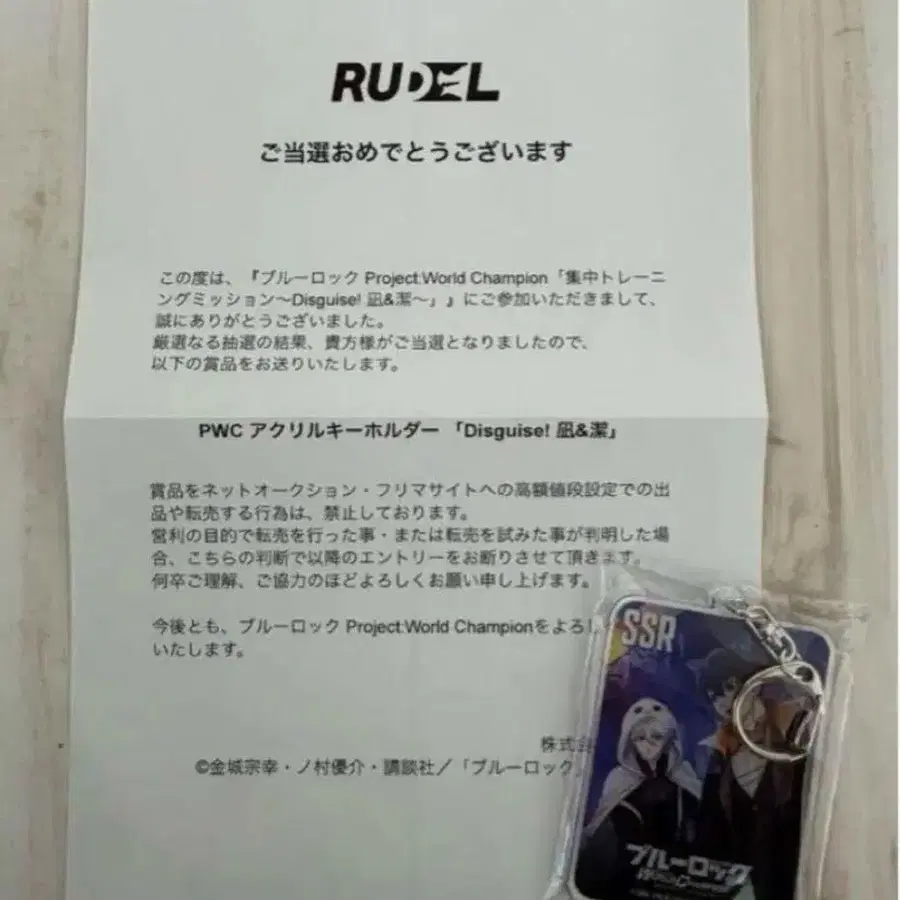 RUDEL
ご当選おめでとうございます
この度は、『ブルーロック Project:World Champion「集中トレーニ
ングミッション～Disguise! 凪&潔～」』にご参加いただきまして、
誠にありがとうございました。
厳選なる抽選の結果、貴方様がご当選となりましたので、
以下の賞品をお送りいたします。
PWC アクリルキーホルダー 「Disguise! 凪&潔」
賞品をネットオークション・フリマサイトへの高額値段設定での出
品や転売する行為は、禁止しております。
営利の目的で転売を行った事・または転売を試みた事が判明した場
合、こちらの判断で以降のエントリーをお断りさせて頂きます。
何卒ご理解、ご協力のほどよろしくお願い申し上げます。
今後とも、ブルーロック Project:World Championをよろし
いたします。
株式会
©金城宗幸・ノ村優介・講談社／「ブルーロック」
SSR
ブルーロック